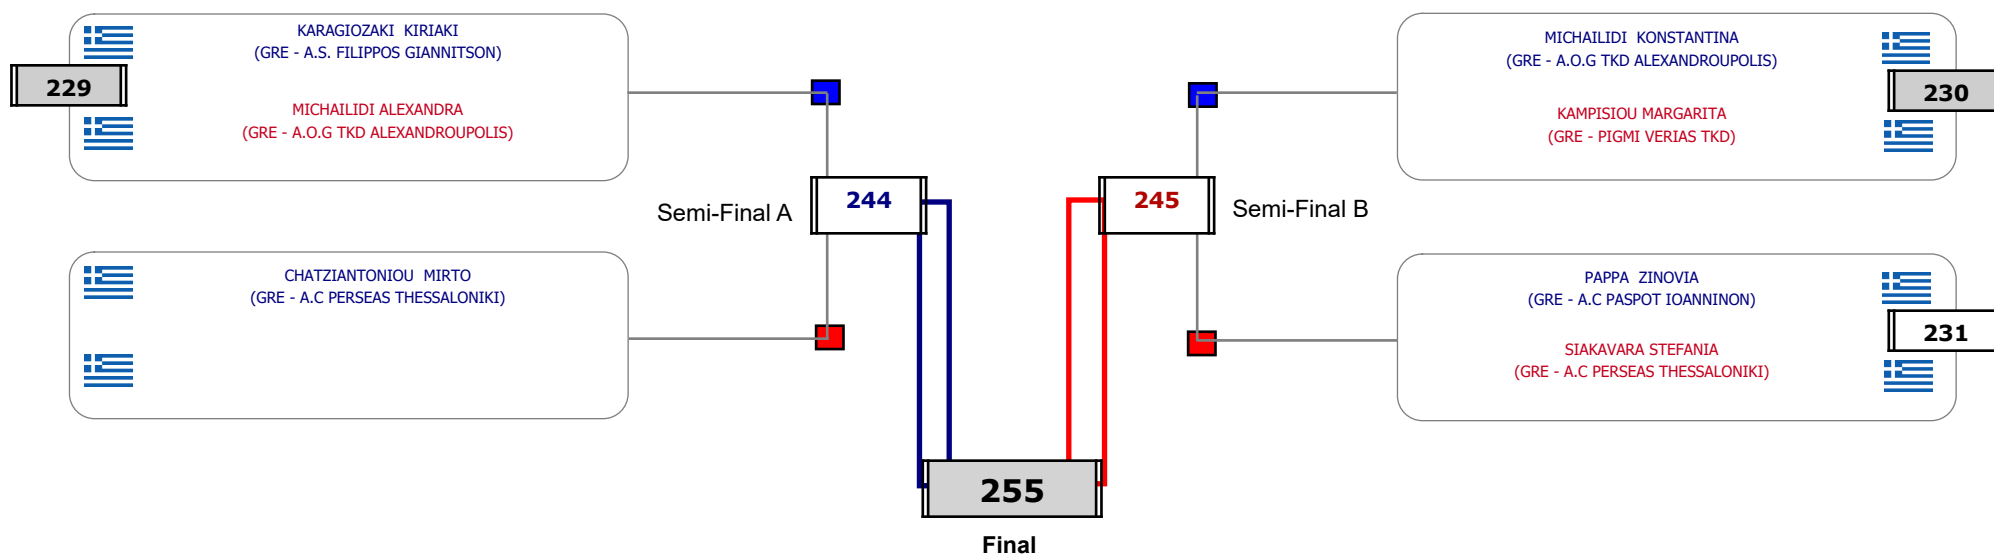 KARAGIOZAKI KIRIAKI
(GRE - A.S. FILIPPOS GIANNITSON)
229
MICHAILIDI ALEXANDRA
(GRE - A.O.G TKD ALEXANDROUPOLIS)
MICHAILIDI KONSTANTINA
(GRE - A.O.G TKD ALEXANDROUPOLIS)
230
KAMPISIOU MARGARITA
(GRE - PIGMI VERIAS TKD)
Semi-Final A
244
245
Semi-Final B
CHATZIANTONIOU MIRTO
(GRE - A.C PERSEAS THESSALONIKI)
PAPPA ZINOVIA
(GRE - A.C PASPOT IOANNINON)
231
SIAKAVARA STEFANIA
(GRE - A.C PERSEAS THESSALONIKI)
255
Final